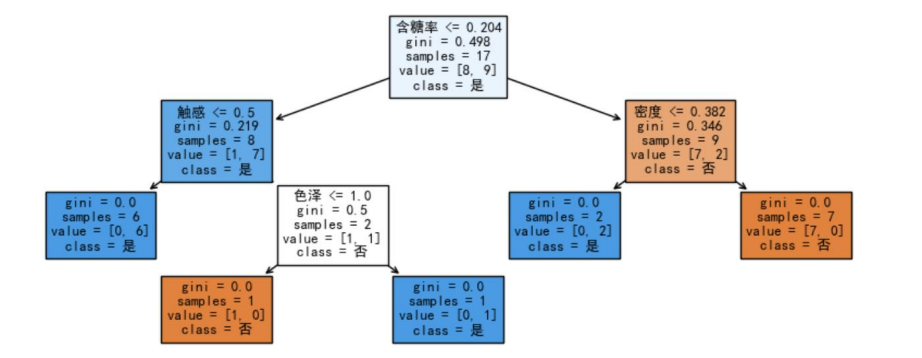 含糖率 <= 0.204
gini = 0.498
samples = 17
value = [8, 9]
class = 是
触感 <= 0.5
gini = 0.219
samples = 8
value = [1, 7]
class = 是
密度 <= 0.382
gini = 0.346
samples = 9
value = [7, 2]
class = 否
gini = 0.0
samples = 6
value = [0, 6]
class = 是
色泽 <= 1.0
gini = 0.5
samples = 2
value = [1, 1]
class = 否
gini = 0.0
samples = 2
value = [0, 2]
class = 是
gini = 0.0
samples = 7
value = [7, 0]
class = 否
gini = 0.0
samples = 1
value = [1, 0]
class = 否
gini = 0.0
samples = 1
value = [0, 1]
class = 是